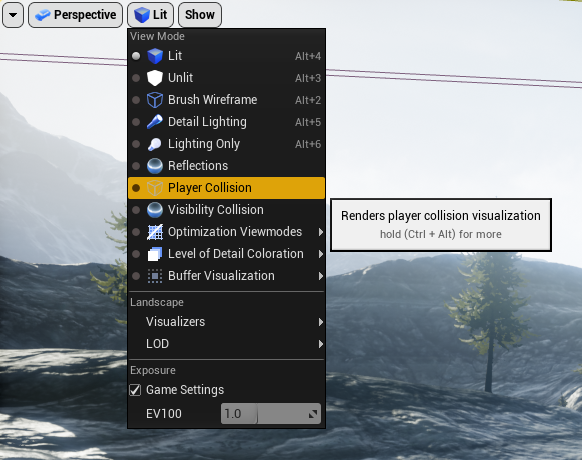 Perspective
Lit
Show
View Mode
Lit Alt+4
Unlit Alt+3
Brush Wireframe Alt+2
Detail Lighting Alt+5
Lighting Only Alt+6
Reflections
Player Collision
Visibility Collision
Renders player collision visualization
hold (Ctrl + Alt) for more
Optimization Viewmodes
Level of Detail Coloration
Buffer Visualization
Landscape
Visualizers
LOD
Exposure
Game Settings
EV100 1.0